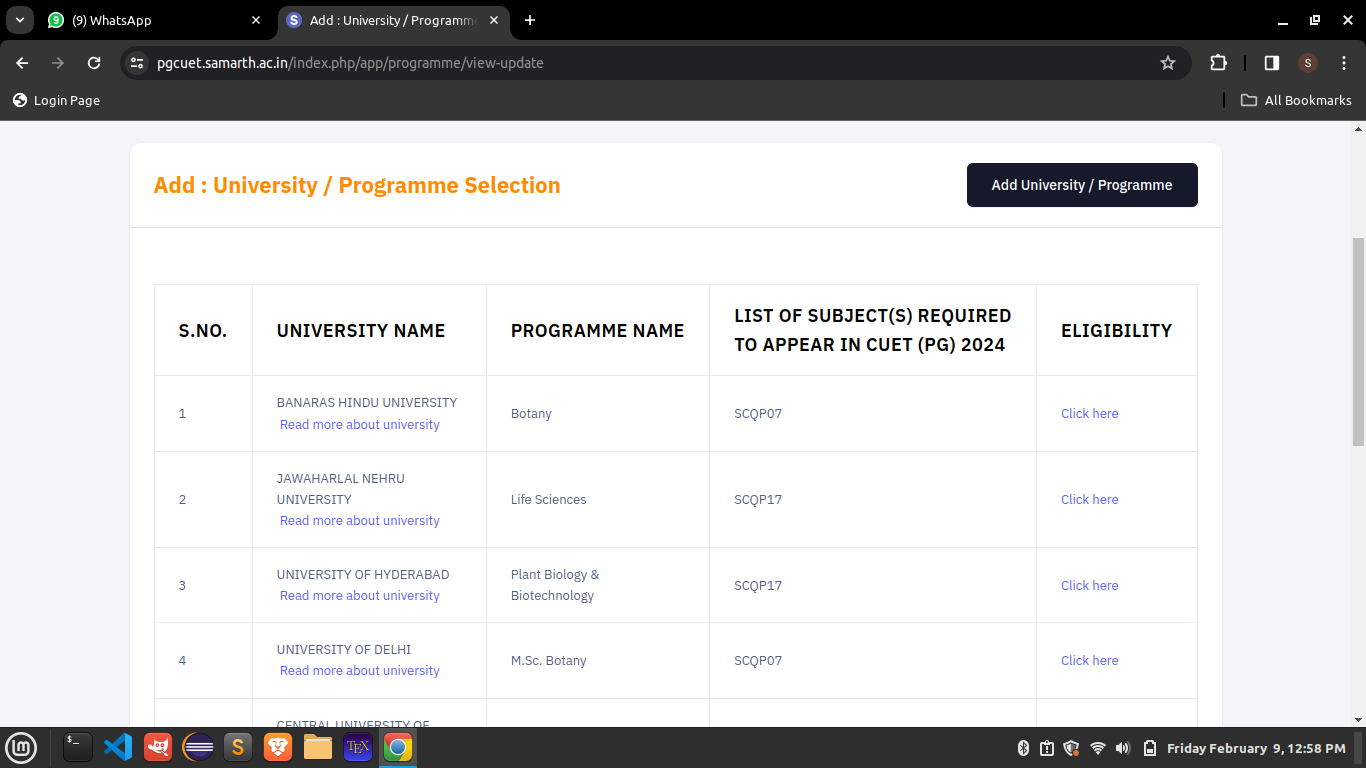 (9) WhatsApp
Add : University / Programme
pgcuet.samarth.ac.in/index.php/app/programme/view-update
S
Login Page
All Bookmarks
Add : University / Programme Selection
Add University / Programme
S.NO.
UNIVERSITY NAME
PROGRAMME NAME
LIST OF SUBJECT(S) REQUIRED
TO APPEAR IN CUET (PG) 2024
ELIGIBILITY
1
BANARAS HINDU UNIVERSITY
Read more about university
Botany
SCQP07
Click here
2
JAWAHARLAL NEHRU
UNIVERSITY
Read more about university
Life Sciences
SCQP17
Click here
3
UNIVERSITY OF HYDERABAD
Read more about university
Plant Biology &
Biotechnology
SCQP17
Click here
4
UNIVERSITY OF DELHI
Read more about university
M.Sc. Botany
SCQP07
Click here
CENTRAL UNIVERSITY OF
Friday February 9, 12:58 PM